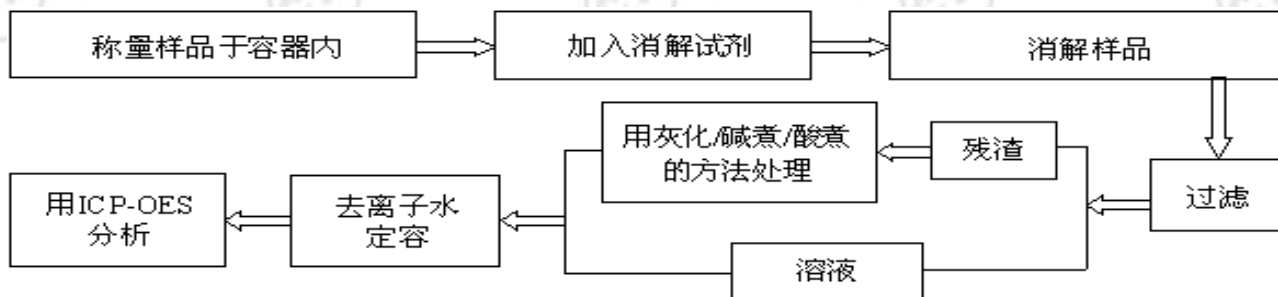 称量样品于容器内
加入消解试剂
消解样品
用灰化/碱煮/酸煮
的方法处理
残渣
过滤
用ICP-OES
分析
去离子水
定容
溶液